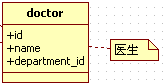 doctor
+id
+name
+department_id
医生